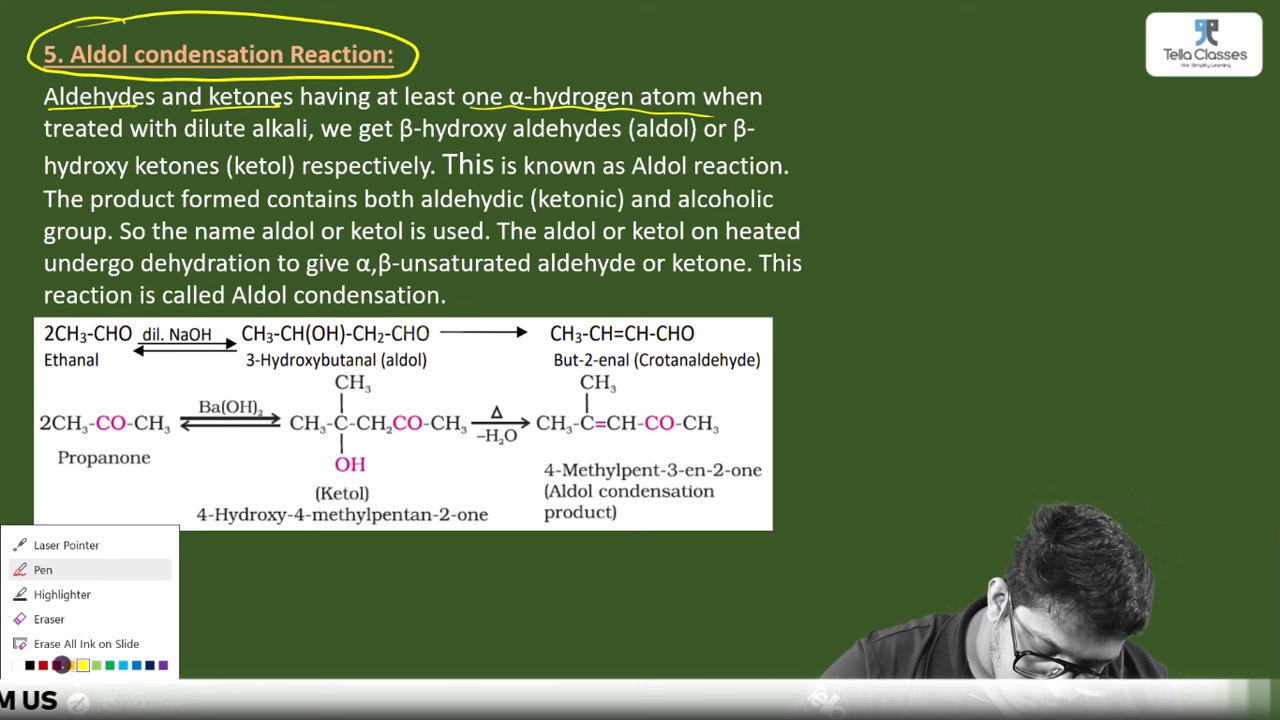 5. Aldol condensation Reaction:
Tella Classes
We Simplify Learning
Aldehydes and ketones having at least one α-hydrogen atom when
treated with dilute alkali, we get β-hydroxy aldehydes (aldol) or β-
hydroxy ketones (ketol) respectively. This is known as Aldol reaction.
The product formed contains both aldehydic (ketonic) and alcoholic
group. So the name aldol or ketol is used. The aldol or ketol on heated
undergo dehydration to give α,β-unsaturated aldehyde or ketone. This
reaction is called Aldol condensation.
2CH₃-CHO dil. NaOH CH₃-CH(OH)-CH₂-CHO CH₃-CH=CH-CHO
Ethanal 3-Hydroxybutanal (aldol) But-2-enal (Crotanaldehyde)
CH₃ CH₃
2CH₃-CO-CH₃ Ba(OH)₂ CH₃-C-CH₂CO-CH₃ Δ –H₂O CH₃-C=CH-CO-CH₃
Propanone OH
(Ketol)
4-Hydroxy-4-methylpentan-2-one
4-Methylpent-3-en-2-one
(Aldol condensation
product)
Laser Pointer
Pen
Highlighter
Eraser
Erase All Ink on Slide
M US